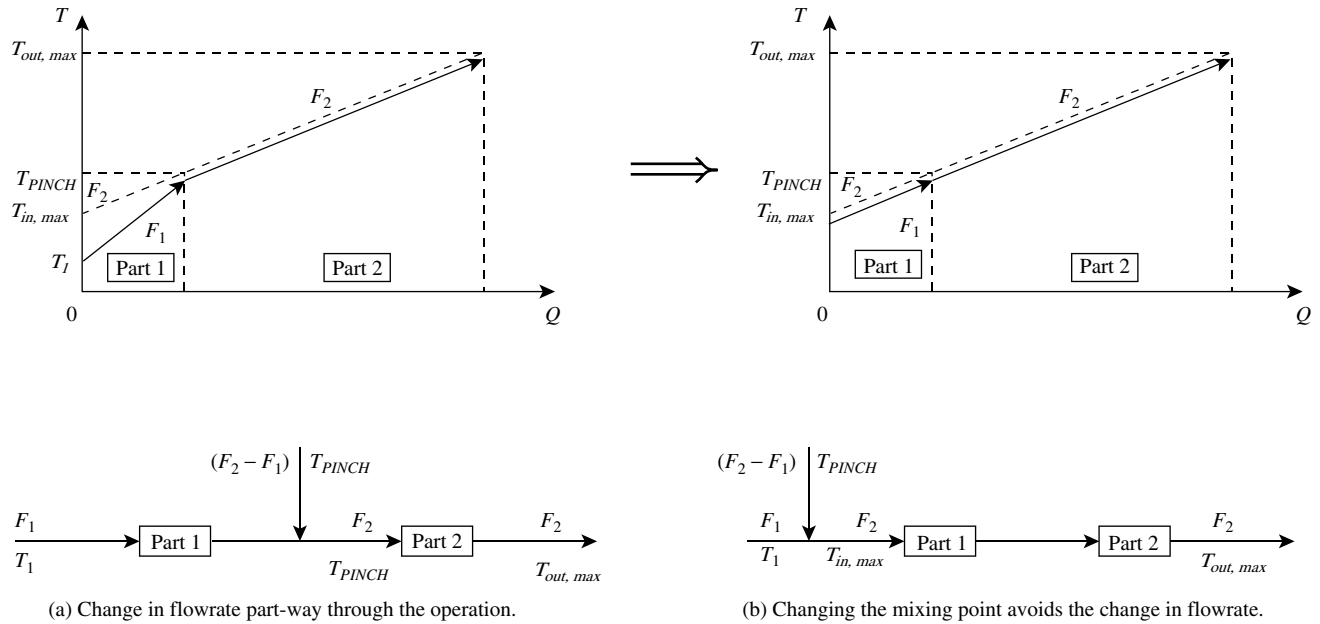 T
T
T_out, max
T_out, max
F_2
F_2
T_PINCH
T_PINCH
F_2
F_2
T_in, max
T_in, max
F_1
F_1
T_I
Part 1
Part 2
Part 1
Part 2
0
Q
0
Q
(F_2 – F_1)
T_PINCH
(F_2 – F_1)
T_PINCH
F_1
F_2
F_2
F_1
F_2
F_2
Part 1
Part 2
Part 1
Part 2
T_1
T_PINCH
T_out, max
T_1
T_in, max
T_out, max
(a) Change in flowrate part-way through the operation.
(b) Changing the mixing point avoids the change in flowrate.